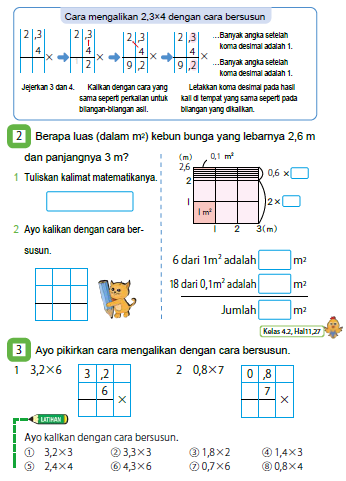 Cara mengalikan 2,3×4 dengan cara bersusun
2 ,3 2 ,3 2 ,3 2 ,3 ...Banyak angka setelah
koma desimal adalah 1.
4 × 4 × 4 × 4 ×
1 2 9 ,2 9 ,2 ...Banyak angka setelah
koma desimal adalah 1.
Jejerkan 3 dan 4. Kalikan dengan cara yang Letakkan koma desimal pada hasil
sama seperti perkalian untuk kali di tempat yang sama seperti pada
bilangan-bilangan asli. bilangan yang dikalikan.
2 Berapa luas (dalam m²) kebun bunga yang lebarnya 2,6 m
dan panjangnya 3 m?
1 Tuliskan kalimat matematikanya.
2 Ayo kalikan dengan cara ber-
susun.
(m) 0,1 m²
2,6
0,6 ×
2
2 ×
1
1 m²
1 2 3(m)
6 dari 1m² adalah m²
18 dari 0,1m² adalah m²
Jumlah m²
Kelas 4.2, Hal11,27
3 Ayo pikirkan cara mengalikan dengan cara bersusun.
1 3,2×6 3 ,2 2 0,8×7 0 ,8
6 × 7 ×
LATIHAN
Ayo kalikan dengan cara bersusun.
① 3,2×3 ② 3,3×3 ③ 1,8×2 ④ 1,4×3
⑤ 2,4×4 ⑥ 4,3×6 ⑦ 0,7×6 ⑧ 0,8×4